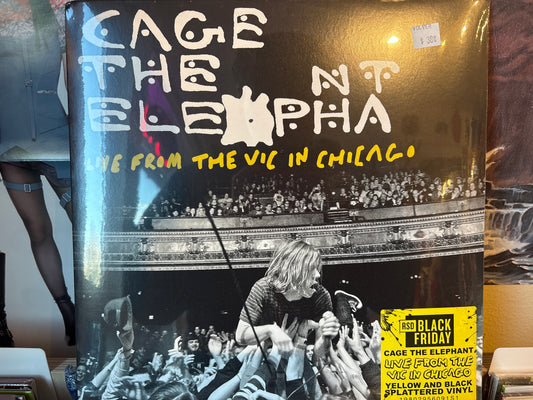 CAGE
THE NT
ELE PHA
LIVE FROM THE VIC IN CHICAGO
RSD BLACK
FRIDAY
CAGE THE ELEPHANT
LIVE FROM THE
VIC IN CHICAGO
YELLOW AND BLACK
SPLATTERED VINYL